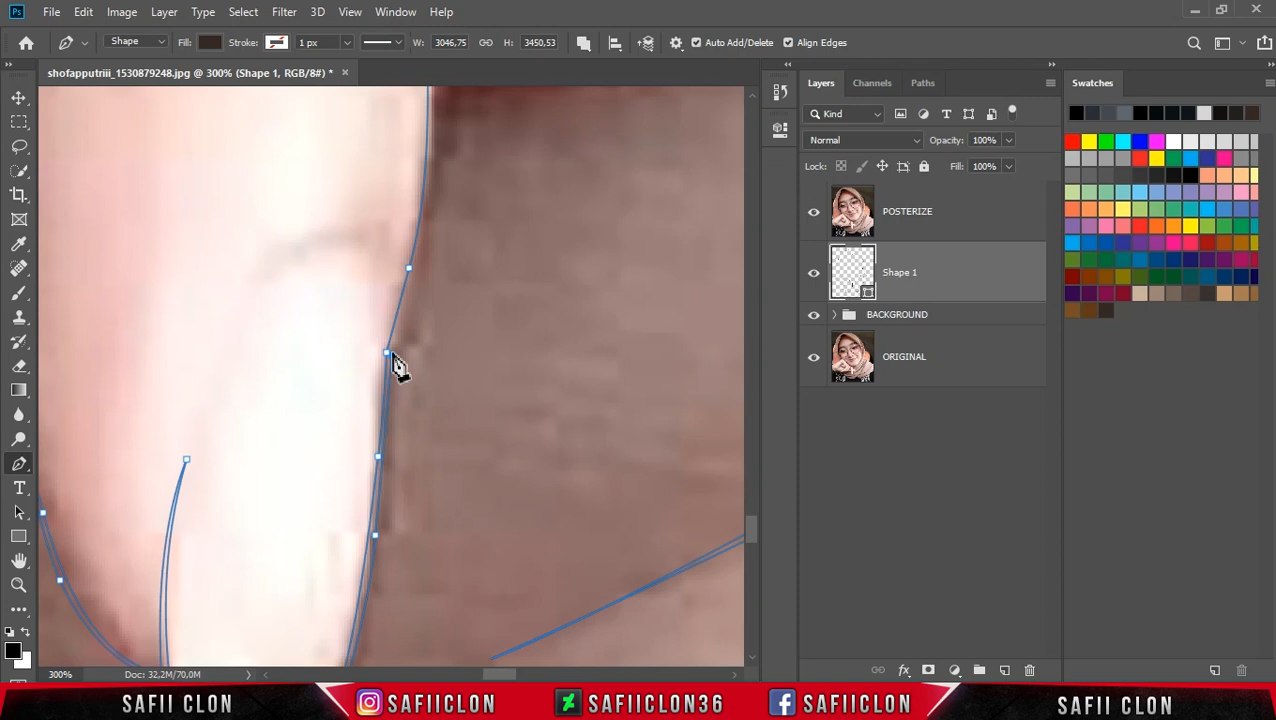 Ps File Edit Image Layer Type Select Filter 3D View Window Help
Shape Fill: Stroke: 1 px W: 3046,75 H: 3450,53 Auto Add/Delete Align Edges
shofapputriii_1530879248.jpg @ 300% (Shape 1, RGB/8#) *
Layers Channels Paths
Swatches
Kind
Normal Opacity: 100%
Lock: Fill: 100%
POSTERIZE
Shape 1
BACKGROUND
ORIGINAL
300% Doc: 32,2M/70,0M
SAFII CLON SAFIICLON SAFIICLON36 SAFIICLON SAFII CLON